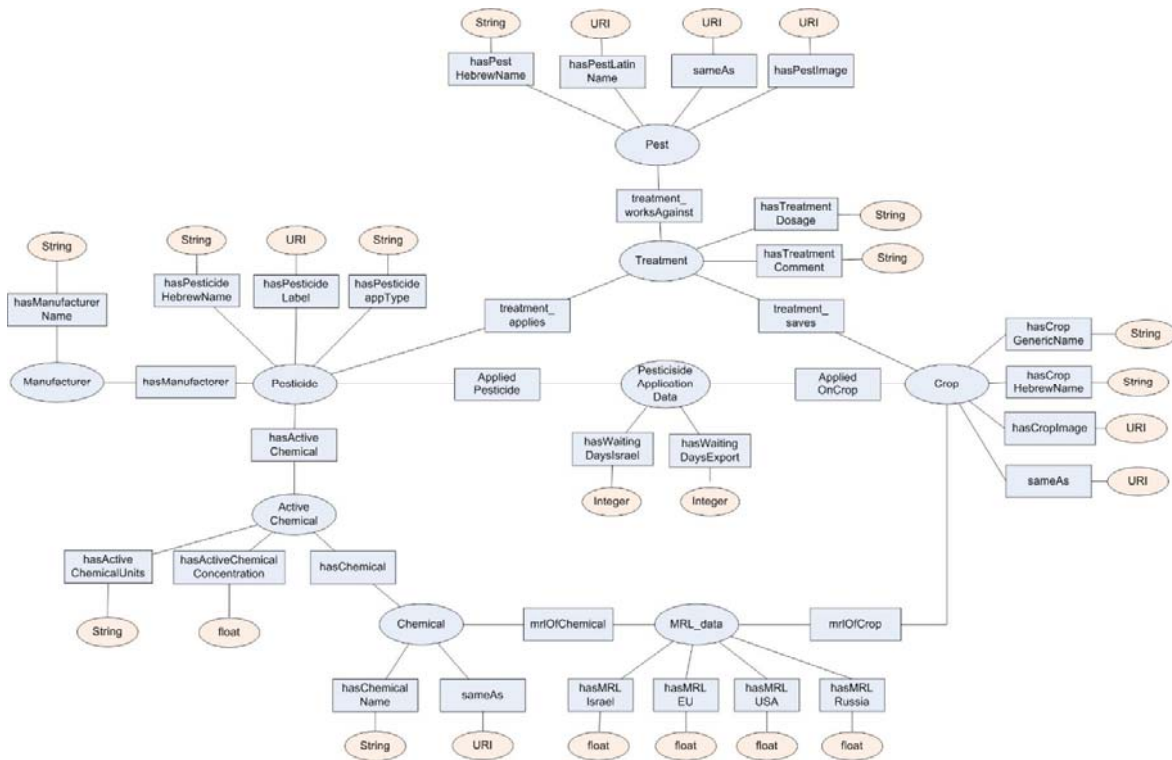 String
URI
URI
URI
hasPest
HebrewName
hasPestLatin
Name
sameAs
hasPestImage
Pest
treatment_
worksAgainst
hasTreatment
Dosage
String
Treatment
hasTreatment
Comment
String
String
String
URI
String
hasManufacturer
Name
hasPesticide
HebrewName
hasPesticide
Label
hasPesticide
appType
treatment_
applies
treatment_
saves
hasCrop
GenericName
String
Manufacturer
hasManufactorer
Pesticide
Applied
Pesticide
Pesticiside
Application
Data
Applied
OnCrop
Crop
hasCrop
HebrewName
String
hasActive
Chemical
hasWaiting
DaysIsrael
hasWaiting
DaysExport
hasCropImage
URI
Integer
Integer
sameAs
URI
Active
Chemical
hasActive
ChemicalUnits
hasActiveChemical
Concentration
hasChemical
String
float
Chemical
mrlOfChemical
MRL_data
mrlOfCrop
hasChemical
Name
sameAs
hasMRL
Israel
hasMRL
EU
hasMRL
USA
hasMRL
Russia
String
URI
float
float
float
float